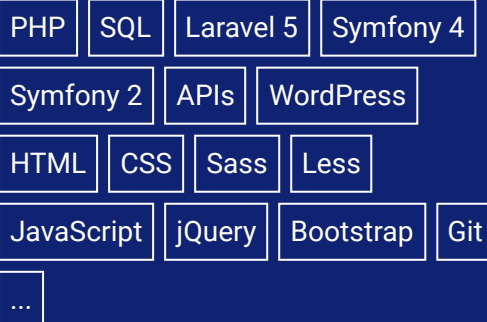 PHP SQL Laravel 5 Symfony 4
Symfony 2 APIs WordPress
HTML CSS Sass Less
JavaScript jQuery Bootstrap Git
...